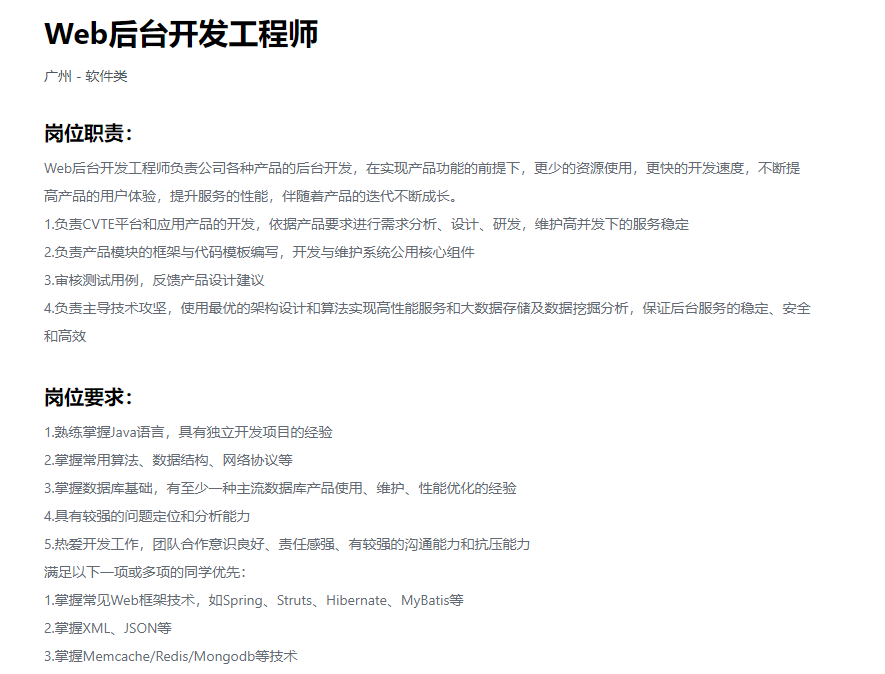 Web后台开发工程师
广州 - 软件类
岗位职责：
Web后台开发工程师负责公司各种产品的后台开发，在实现产品功能的前提下，更少的资源使用，更快的开发速度，不断提
高产品的用户体验，提升服务的性能，伴随着产品的迭代不断成长。
1.负责CVTE平台和应用产品的开发，依据产品要求进行需求分析、设计、研发，维护高并发下的服务稳定
2.负责产品模块的框架与代码模板编写，开发与维护系统公用核心组件
3.审核测试用例，反馈产品设计建议
4.负责主导技术攻坚，使用最优的架构设计和算法实现高性能服务和大数据存储及数据挖掘分析，保证后台服务的稳定、安全
和高效
岗位要求：
1.熟练掌握Java语言，具有独立开发项目的经验
2.掌握常用算法、数据结构、网络协议等
3.掌握数据库基础，有至少一种主流数据库产品使用、维护、性能优化的经验
4.具有较强的问题定位和分析能力
5.热爱开发工作，团队合作意识良好、责任感强、有较强的沟通能力和抗压能力
满足以下一项或多项的同学优先：
1.掌握常见Web框架技术，如Spring、Struts、Hibernate、MyBatis等
2.掌握XML、JSON等
3.掌握Memcache/Redis/Mongodb等技术